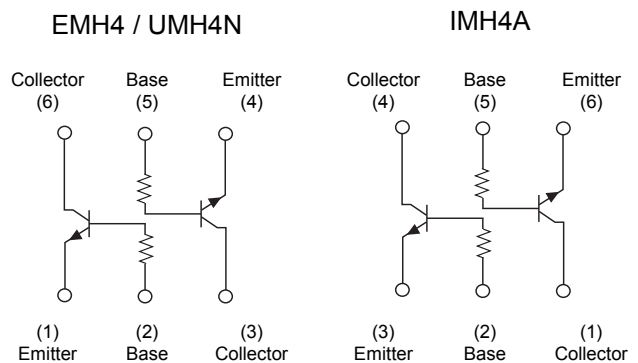 EMH4 / UMH4N
IMH4A
Collector Base Emitter
(6) (5) (4)
Collector Base Emitter
(4) (5) (6)
(1) (2) (3)
Emitter Base Collector
(3) (2) (1)
Emitter Base Collector